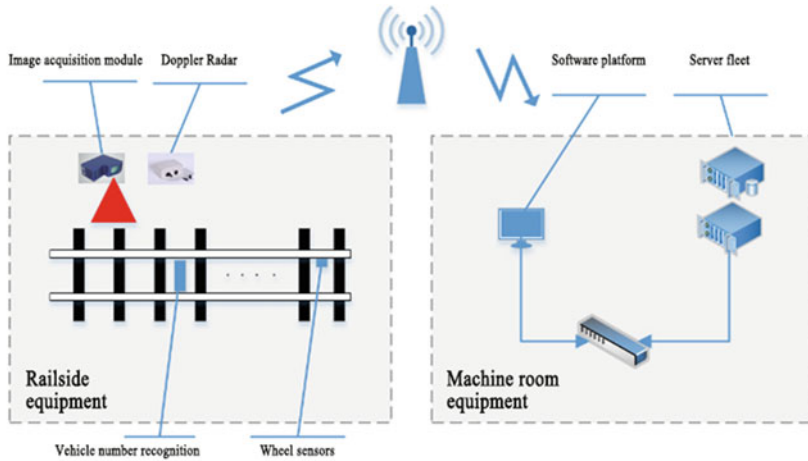 Image acquisition module
Doppler Radar
Software platform
Server fleet
Railside
equipment
Machine room
equipment
Vehicle number recognition
Wheel sensors